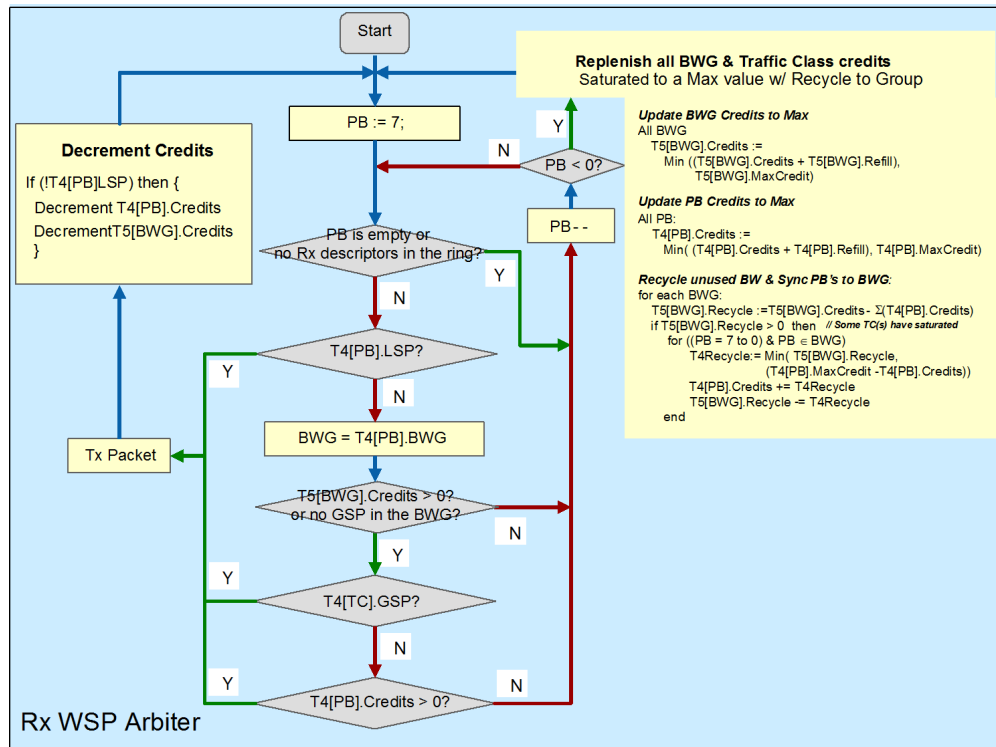 Start
Replenish all BWG & Traffic Class credits
Saturated to a Max value w/ Recycle to Group
Update BWG Credits to Max
All BWG
T5[BWG].Credits :=
Min ((T5[BWG].Credits + T5[BWG].Refill),
T5[BWG].MaxCredit)
Update PB Credits to Max
All PB:
T4[PB].Credits :=
Min( (T4[PB].Credits + T4[PB].Refill), T4[PB].MaxCredit)
Recycle unused BW & Sync PB's to BWG:
for each BWG:
T5[BWG].Recycle :=T5[BWG].Credits- Σ(T4[PB].Credits)
if T5[BWG].Recycle > 0 then // Some TC(s) have saturated
for ((PB = 7 to 0) & PB ∈ BWG)
T4Recycle:= Min( T5[BWG].Recycle,
(T4[PB].MaxCredit -T4[PB].Credits))
T4[PB].Credits += T4Recycle
T5[BWG].Recycle -= T4Recycle
end
PB := 7;
Y
N
PB < 0?
PB--
Decrement Credits
If (!T4[PB]LSP) then {
Decrement T4[PB].Credits
DecrementT5[BWG].Credits
}
PB is empty or
no Rx descriptors in the ring?
Y
N
T4[PB].LSP?
Y
N
BWG = T4[PB].BWG
Tx Packet
T5[BWG].Credits > 0?
or no GSP in the BWG?
N
Y
T4[TC].GSP?
Y
N
T4[PB].Credits > 0?
Y
N
Rx WSP Arbiter